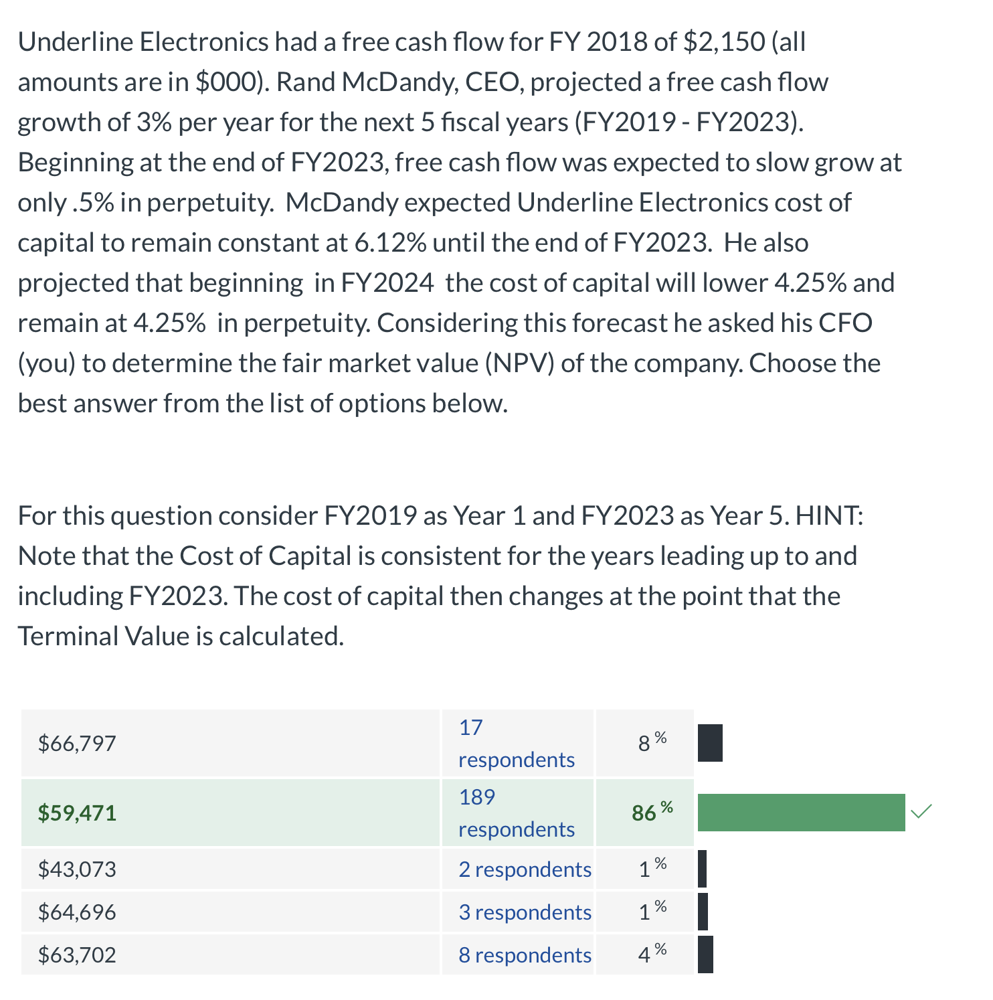 Underline Electronics had a free cash flow for FY 2018 of $2,150 (all
amounts are in $000). Rand McDandy, CEO, projected a free cash flow
growth of 3% per year for the next 5 fiscal years (FY2019 - FY2023).
Beginning at the end of FY2023, free cash flow was expected to slow grow at
only .5% in perpetuity.  McDandy expected Underline Electronics cost of
capital to remain constant at 6.12% until the end of FY2023.  He also
projected that beginning  in FY2024  the cost of capital will lower 4.25% and
remain at 4.25%  in perpetuity. Considering this forecast he asked his CFO
(you) to determine the fair market value (NPV) of the company. Choose the
best answer from the list of options below.
For this question consider FY2019 as Year 1 and FY2023 as Year 5. HINT:
Note that the Cost of Capital is consistent for the years leading up to and
including FY2023. The cost of capital then changes at the point that the
Terminal Value is calculated.
$66,797 17 respondents 8 %
$59,471 189 respondents 86 %
$43,073 2 respondents 1 %
$64,696 3 respondents 1 %
$63,702 8 respondents 4 %